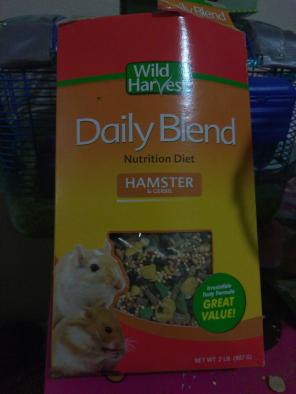 Daily Blend
Wild
Harvest
Daily Blend
Nutrition Diet
HAMSTER
& GERBIL
Irresistible
Tasty Formula
GREAT
VALUE!
NET WT 2 LB. (907 G)